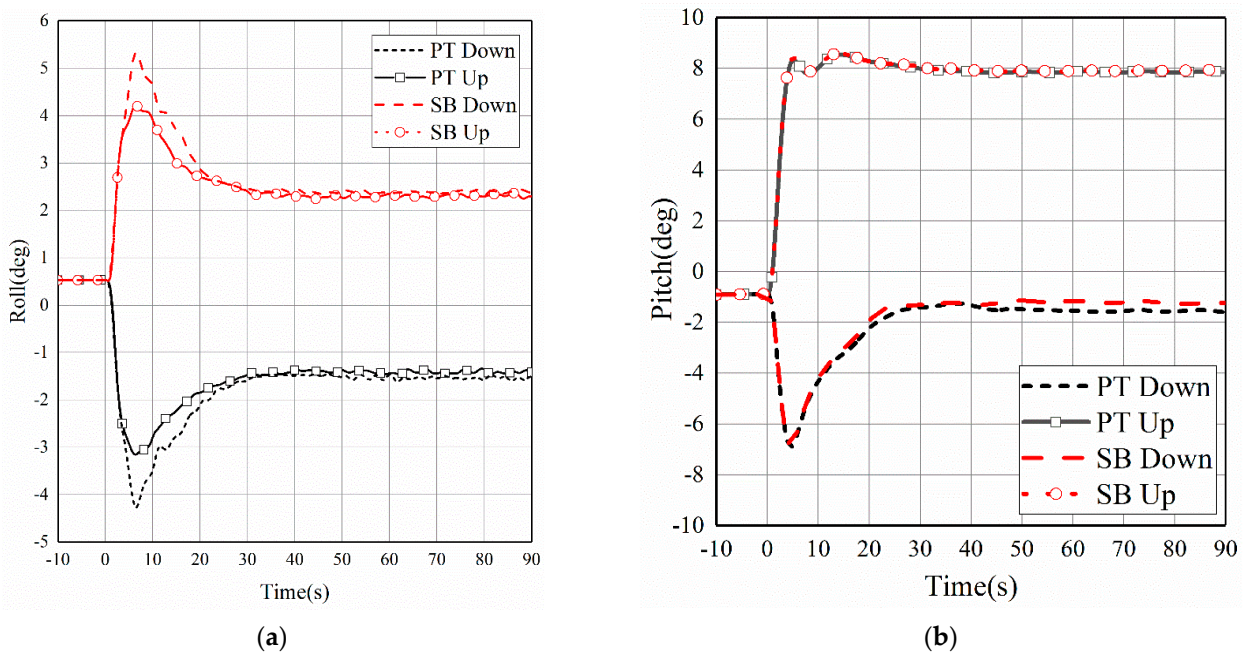 6
5
4
3
2
1
0
-1
-2
-3
-4
-5
Roll(deg)
PT Down
PT Up
SB Down
SB Up
-10 0 10 20 30 40 50 60 70 80 90
Time(s)
(a)
10
8
6
4
2
0
-2
-4
-6
-8
-10
Pitch(deg)
PT Down
PT Up
SB Down
SB Up
-10 0 10 20 30 40 50 60 70 80 90
Time(s)
(b)